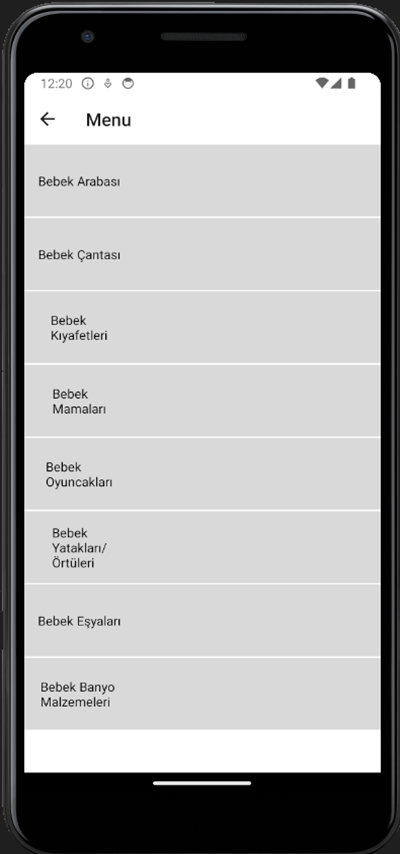 12:20
Menu
Bebek Arabası
Bebek Çantası
Bebek
Kıyafetleri
Bebek
Mamaları
Bebek
Oyuncakları
Bebek
Yatakları/
Örtüleri
Bebek Eşyaları
Bebek Banyo
Malzemeleri